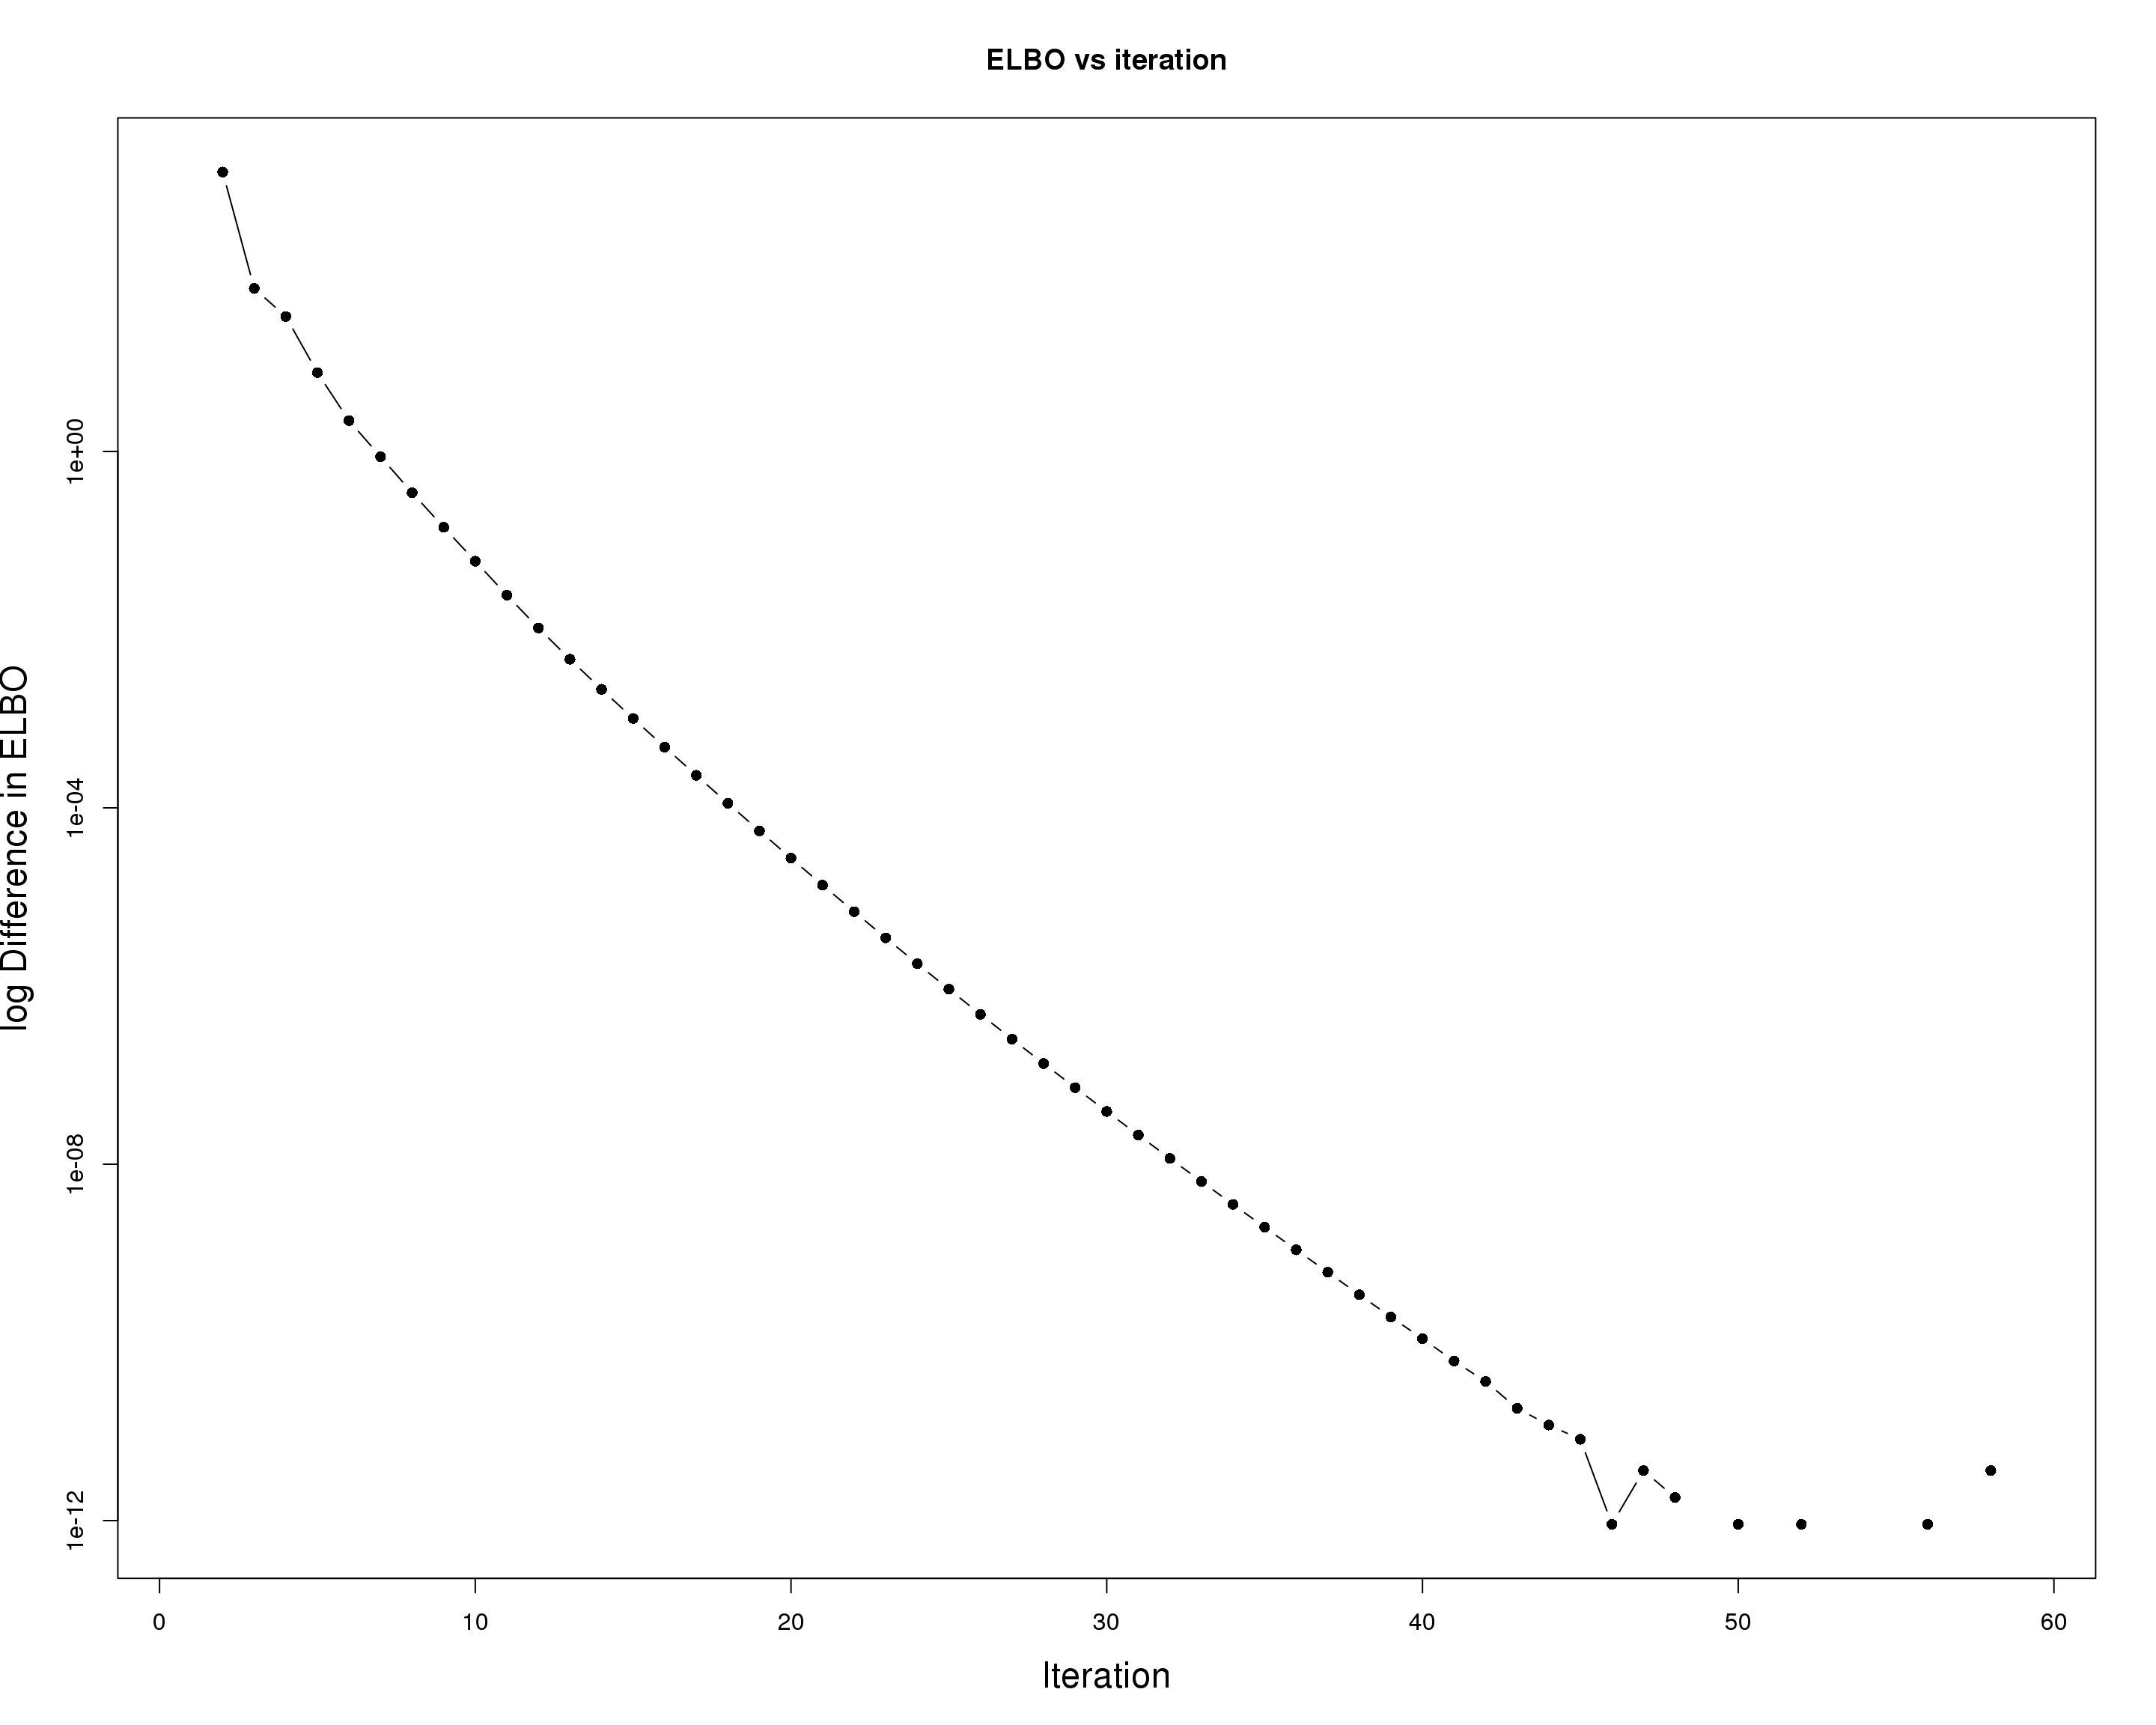 ELBO vs iteration
log Difference in ELBO
1e+00
1e-04
1e-08
1e-12
0 10 20 30 40 50 60
Iteration